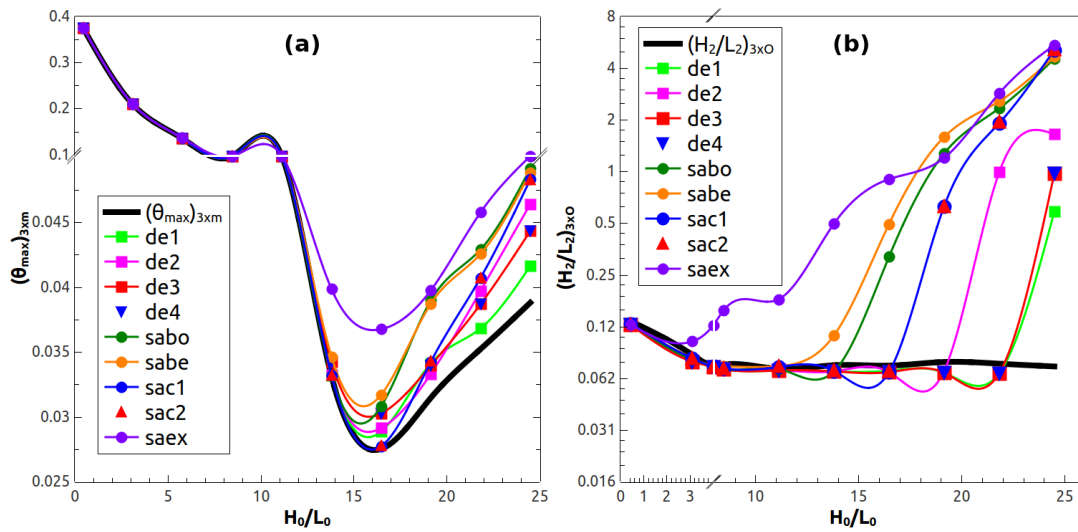 (a)
0.4
0.3
0.2
0.1
0.045
0.04
0.035
0.03
0.025
(θmax)3xm
(θmax)3xm
de1
de2
de3
de4
sabo
sabe
sac1
sac2
saex
0 5 10 15 20 25
H0/L0
(b)
8
4
2
1
0.5
0.25
0.12
0.062
0.031
0.016
(H2/L2)3xO
(H2/L2)3xO
de1
de2
de3
de4
sabo
sabe
sac1
sac2
saex
0 1 2 3 10 15 20 25
H0/L0